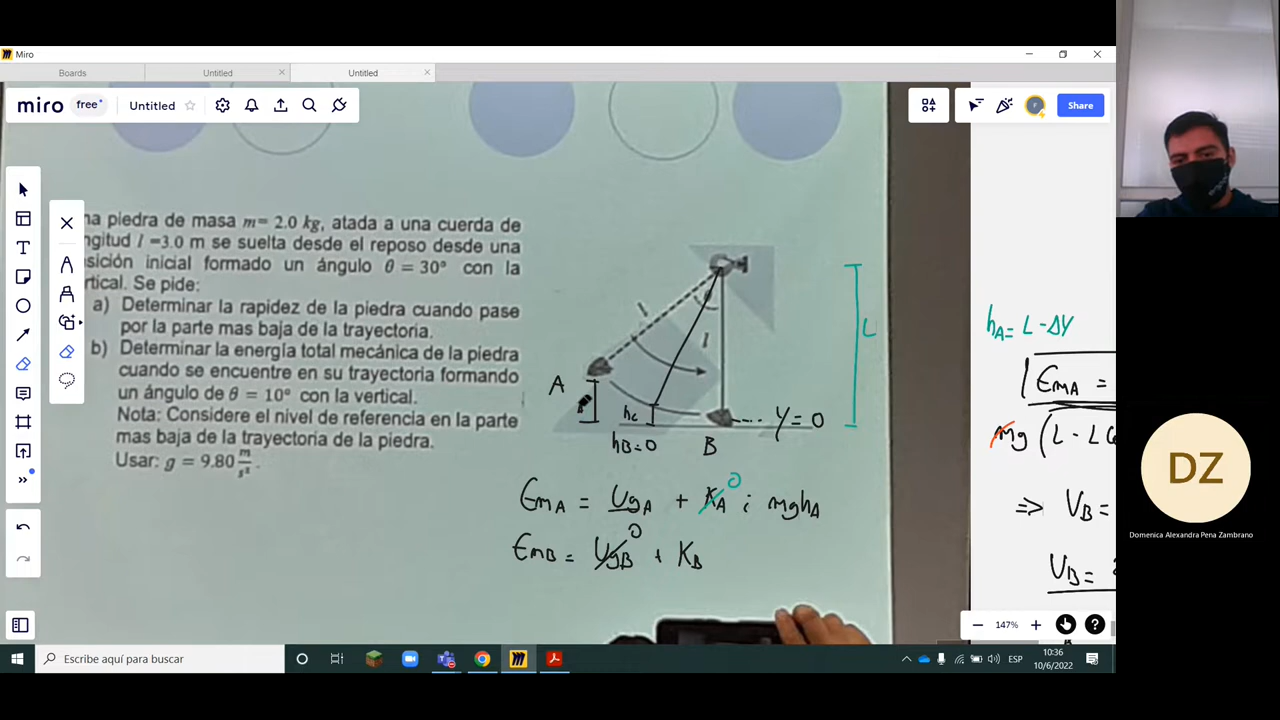 Miro
Boards
Untitled
Untitled
miro
free
Untitled
Share
na piedra de masa m= 2.0 kg, atada a una cuerda de
ngitud l =3.0 m se suelta desde el reposo desde una
sición inicial formado un ángulo θ = 30° con la
rtical. Se pide:
a) Determinar la rapidez de la piedra cuando pase
por la parte mas baja de la trayectoria.
b) Determinar la energía total mecánica de la piedra
cuando se encuentre en su trayectoria formando
un ángulo de θ = 10° con la vertical.
Nota: Considere el nivel de referencia en la parte
mas baja de la trayectoria de la piedra.
Usar: g = 9.80 m/s².
l
l
L
A
hc
Y=0
hB=0
B
EmA = UgA + KA 0 ; mghA
EmB = UgB 0 + KB
hA= L - ΔY
EmA =
mg (L - L
=> VB =
VB =
DZ
Domenica Alexandra Pena Zambrano
147%
Escribe aquí para buscar
ESP
10:36
10/6/2022